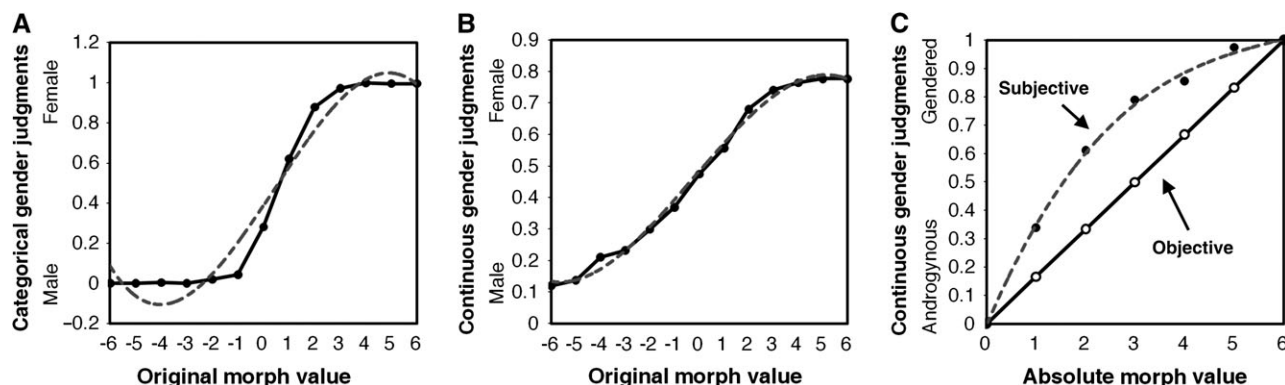 A
Categorical gender judgments
Male Female
1.2
1
0.8
0.6
0.4
0.2
0
−0.2
-6 -5 -4 -3 -2 -1 0 1 2 3 4 5 6
Original morph value
B
Continuous gender judgments
Male Female
0.9
0.8
0.7
0.6
0.5
0.4
0.3
0.2
0.1
0
-6 -5 -4 -3 -2 -1 0 1 2 3 4 5 6
Original morph value
C
Continuous gender judgments
Androgynous Gendered
1
0.9
0.8
0.7
0.6
0.5
0.4
0.3
0.2
0.1
0
Subjective
Objective
0 1 2 3 4 5 6
Absolute morph value